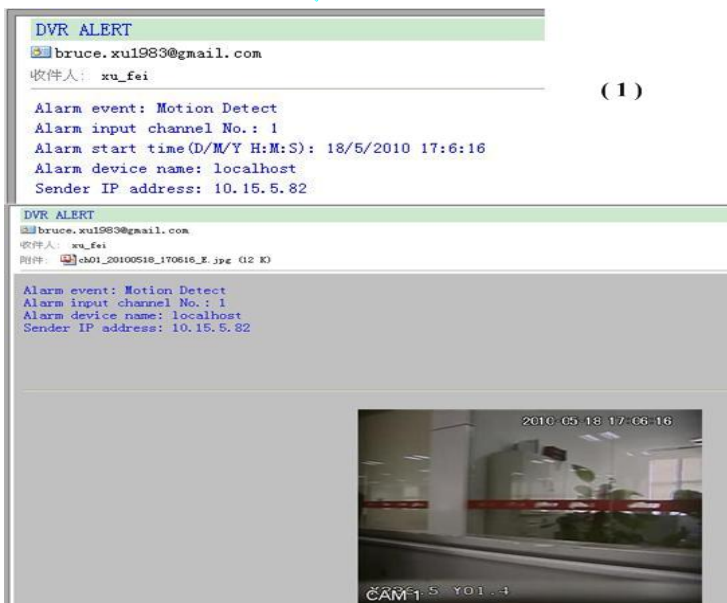 DVR ALERT
bruce.xu1983@gmail.com
收件人: xu_fei
(1)
Alarm event: Motion Detect
Alarm input channel No.: 1
Alarm start time(D/M/Y H:M:S): 18/5/2010 17:6:16
Alarm device name: localhost
Sender IP address: 10.15.5.82
DVR ALERT
bruce.xu1983@gmail.com
收件人: xu_fei
附件: ch01_20100518_170616_E.jpg (12 K)
Alarm event: Motion Detect
Alarm input channel No.: 1
Alarm device name: localhost
Sender IP address: 10.15.5.82
2010-05-18 17:06:16
CAM 1
Y01.4